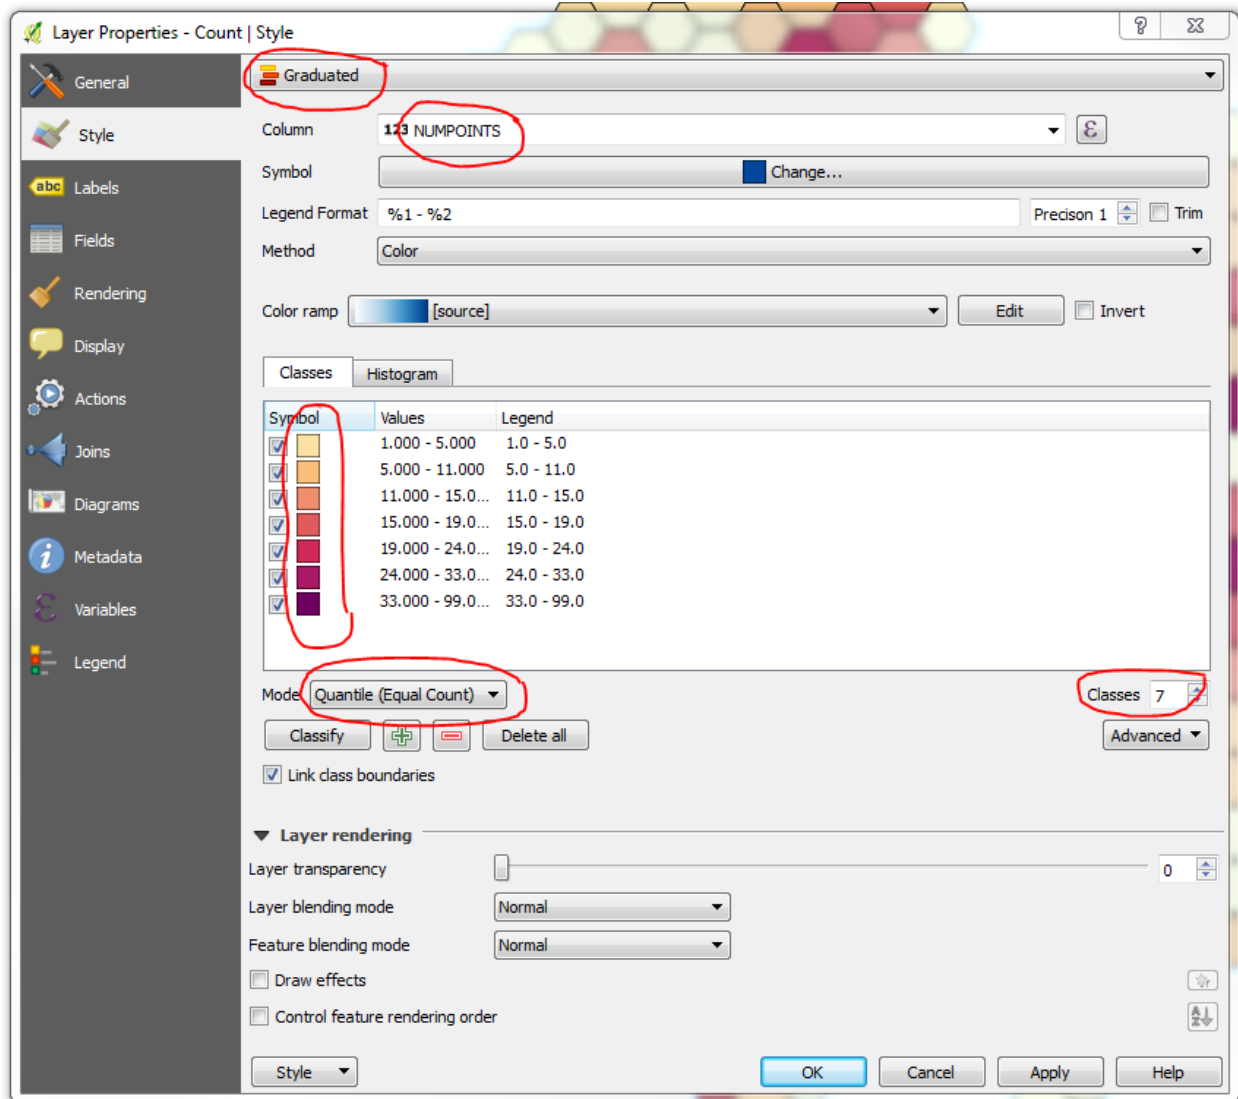 Layer Properties - Count | Style
General
Style
Labels
Fields
Rendering
Display
Actions
Joins
Diagrams
Metadata
Variables
Legend
Graduated
Column 123 NUMPOINTS ε
Symbol Change...
Legend Format %1 - %2 Precison 1 Trim
Method Color
Color ramp [source] Edit Invert
Classes Histogram
Symbol Values Legend
1.000 - 5.000 1.0 - 5.0
5.000 - 11.000 5.0 - 11.0
11.000 - 15.0... 11.0 - 15.0
15.000 - 19.0... 15.0 - 19.0
19.000 - 24.0... 19.0 - 24.0
24.000 - 33.0... 24.0 - 33.0
33.000 - 99.0... 33.0 - 99.0
Mode Quantile (Equal Count) Classes 7
Classify Delete all Advanced
Link class boundaries
Layer rendering
Layer transparency 0
Layer blending mode Normal
Feature blending mode Normal
Draw effects
Control feature rendering order
Style OK Cancel Apply Help
abc